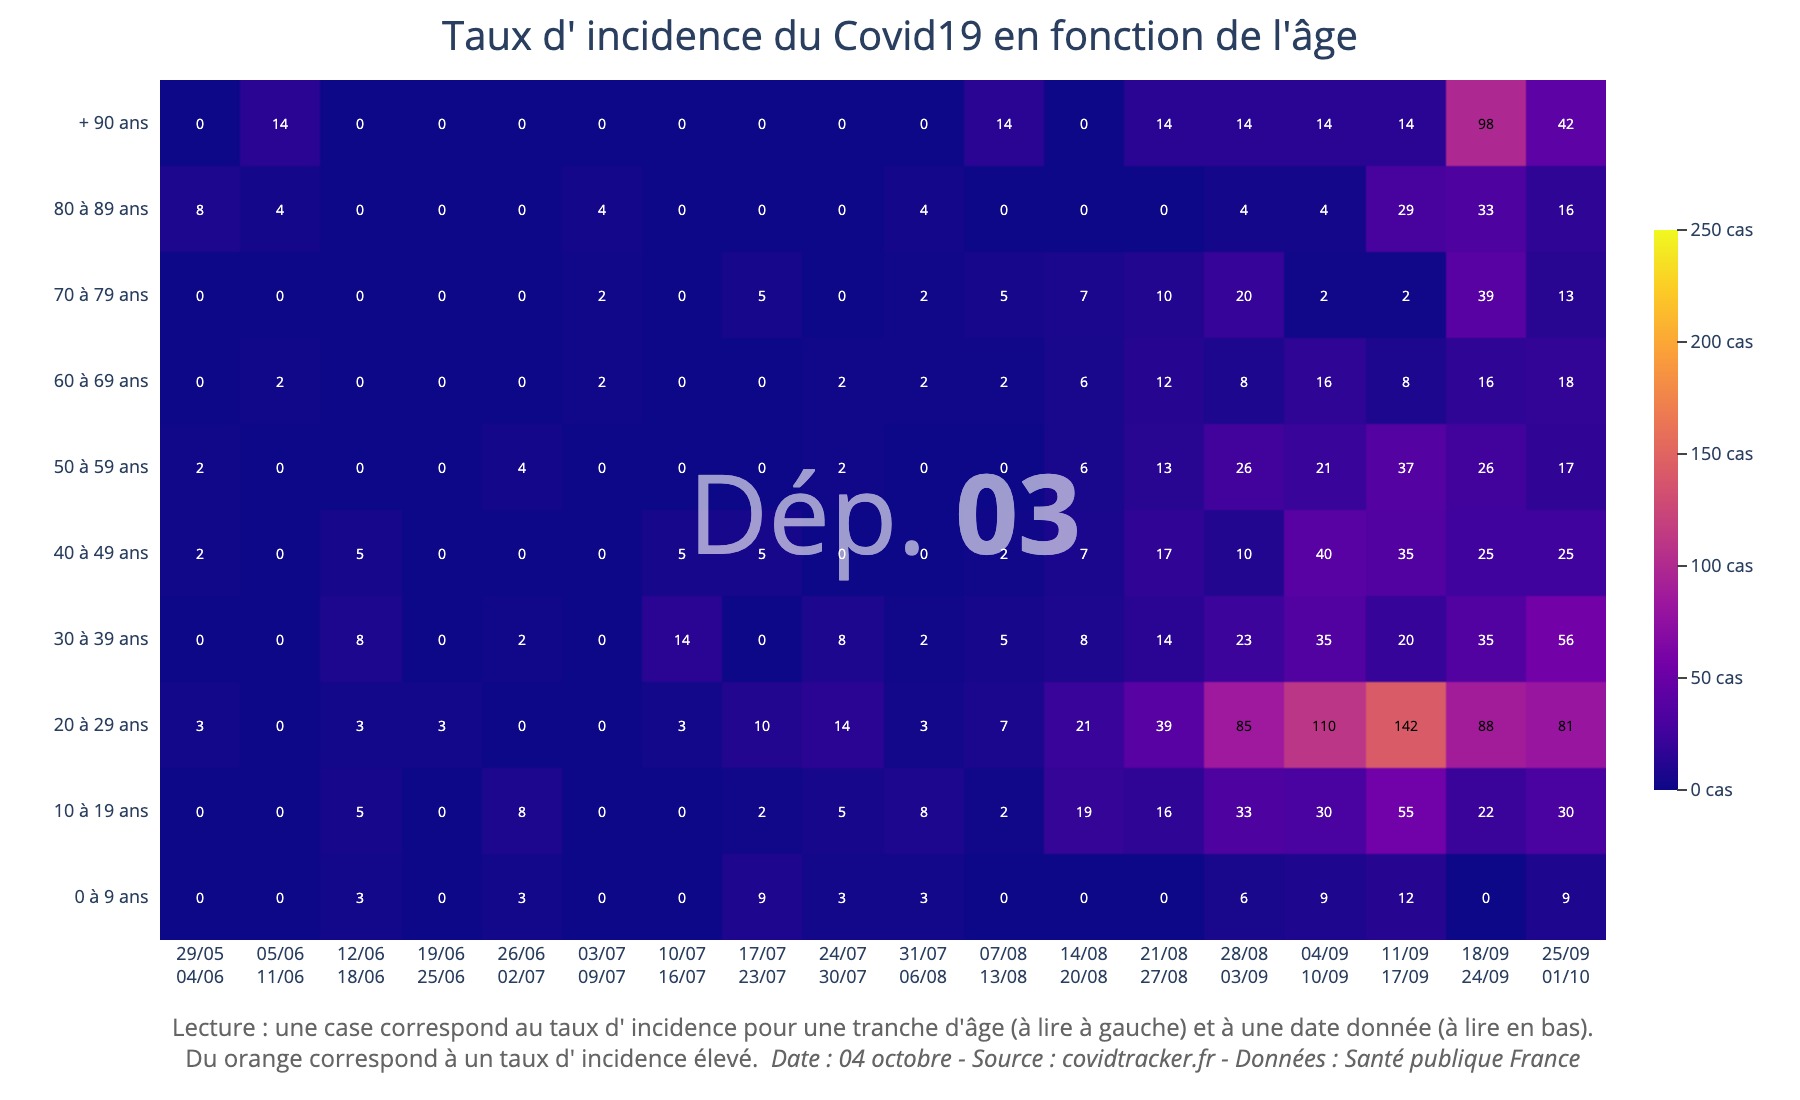 Taux d' incidence du Covid19 en fonction de l'âge
+ 90 ans 0 14 0 0 0 0 0 0 0 0 14 0 14 14 14 14 98 42
80 à 89 ans 8 4 0 0 0 4 0 0 0 4 0 0 0 4 4 29 33 16
70 à 79 ans 0 0 0 0 0 2 0 5 0 2 5 7 10 20 2 2 39 13
60 à 69 ans 0 2 0 0 0 2 0 0 2 2 2 6 12 8 16 8 16 18
50 à 59 ans 2 0 0 0 4 0 0 0 2 0 0 6 13 26 21 37 26 17
Dép. 03
40 à 49 ans 2 0 5 0 0 0 5 5 0 0 2 7 17 10 40 35 25 25
30 à 39 ans 0 0 8 0 2 0 14 0 8 2 5 8 14 23 35 20 35 56
20 à 29 ans 3 0 3 3 0 0 3 10 14 3 7 21 39 85 110 142 88 81
10 à 19 ans 0 0 5 0 8 0 0 2 5 8 2 19 16 33 30 55 22 30
0 à 9 ans 0 0 3 0 3 0 0 9 3 3 0 0 0 6 9 12 0 9
29/05 05/06 12/06 19/06 26/06 03/07 10/07 17/07 24/07 31/07 07/08 14/08 21/08 28/08 04/09 11/09 18/09 25/09
04/06 11/06 18/06 25/06 02/07 09/07 16/07 23/07 30/07 06/08 13/08 20/08 27/08 03/09 10/09 17/09 24/09 01/10
250 cas
200 cas
150 cas
100 cas
50 cas
0 cas
Lecture : une case correspond au taux d' incidence pour une tranche d'âge (à lire à gauche) et à une date donnée (à lire en bas).
Du orange correspond à un taux d' incidence élevé. Date : 04 octobre - Source : covidtracker.fr - Données : Santé publique France